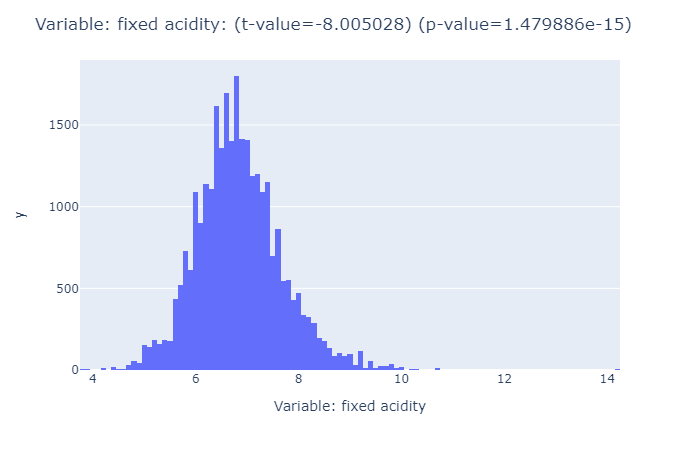 Variable: fixed acidity: (t-value=-8.005028) (p-value=1.479886e-15)
1500
1000
500
0
y
4 6 8 10 12 14
Variable: fixed acidity